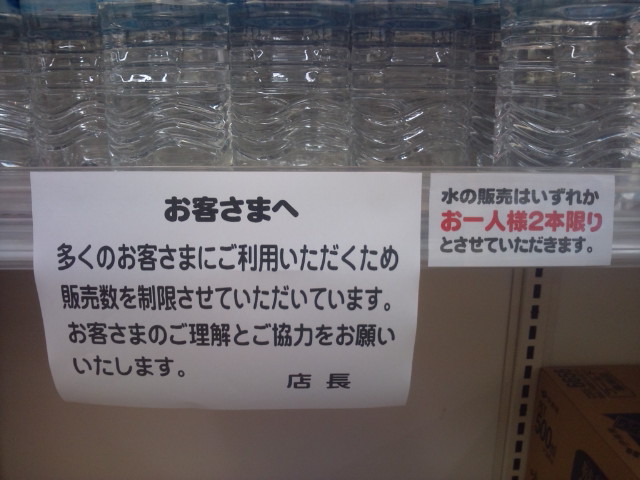 お客さまへ
多くのお客さまにご利用いただくため
販売数を制限させていただいています。
お客さまのご理解とご協力をお願い
いたします。
店長
水の販売はいずれか
お一人様2本限り
とさせていただきます。